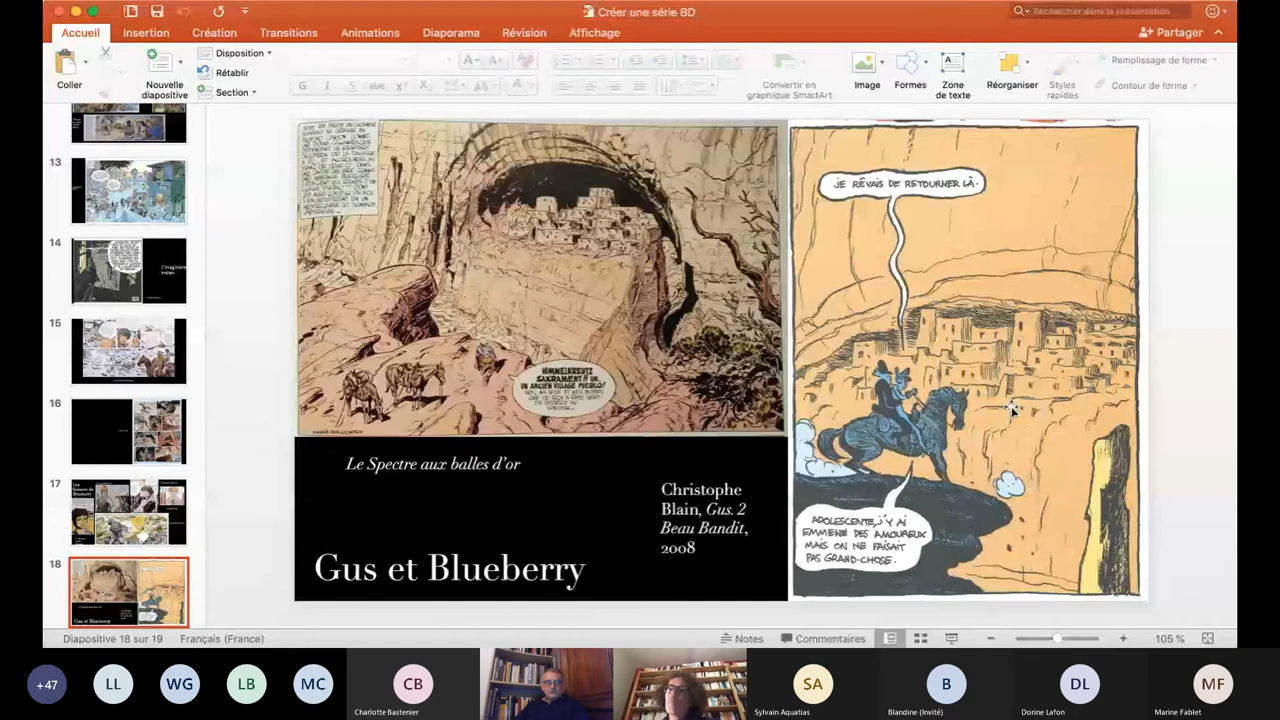 Créer une série BD
Rechercher dans la présentation
Accueil
Insertion
Création
Transitions
Animations
Diaporama
Révision
Affichage
Partager
Coller
Nouvelle
diapositive
Disposition
Rétablir
Section
Convertir en
graphique SmartArt
Image
Formes
Zone
de texte
Réorganiser
Styles
rapides
Remplissage de forme
Contour de forme
13
14
15
16
17
18
HIMMELKREUTZ
SAKRAMENT!! UN...
UN ANCIEN VILLAGE PUEBLO!
JE RÊVAIS DE RETOURNER LÀ.
ADOLESCENTE, J'Y AI
EMMENÉ DES AMOUREUX
MAIS ON NE FAISAIT
PAS GRAND-CHOSE.
Le Spectre aux balles d'or
Christophe
Blain, Gus. 2
Beau Bandit,
2008
Gus et Blueberry
Diapositive 18 sur 19
Français (France)
Notes
Commentaires
105 %
+47
LL
WG
LB
MC
CB
Charlotte Bastenier
SA
Sylvain Aquatias
B
Blandine (Invité)
DL
Dorine Lafon
MF
Marine Fablet